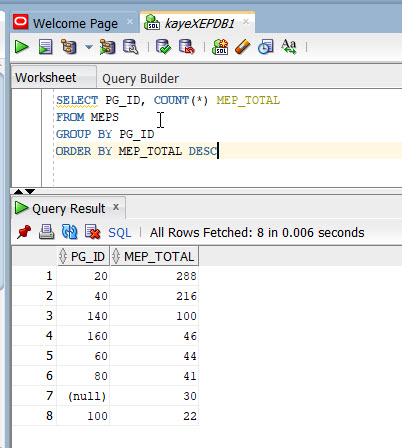 Welcome Page
kayeXEPDB1
Worksheet Query Builder
SELECT PG_ID, COUNT(*) MEP_TOTAL
FROM MEPS
GROUP BY PG_ID
ORDER BY MEP_TOTAL DESC
Query Result
SQL | All Rows Fetched: 8 in 0.006 seconds
PG_ID MEP_TOTAL
1 20 288
2 40 216
3 140 100
4 160 46
5 60 44
6 80 41
7 (null) 30
8 100 22